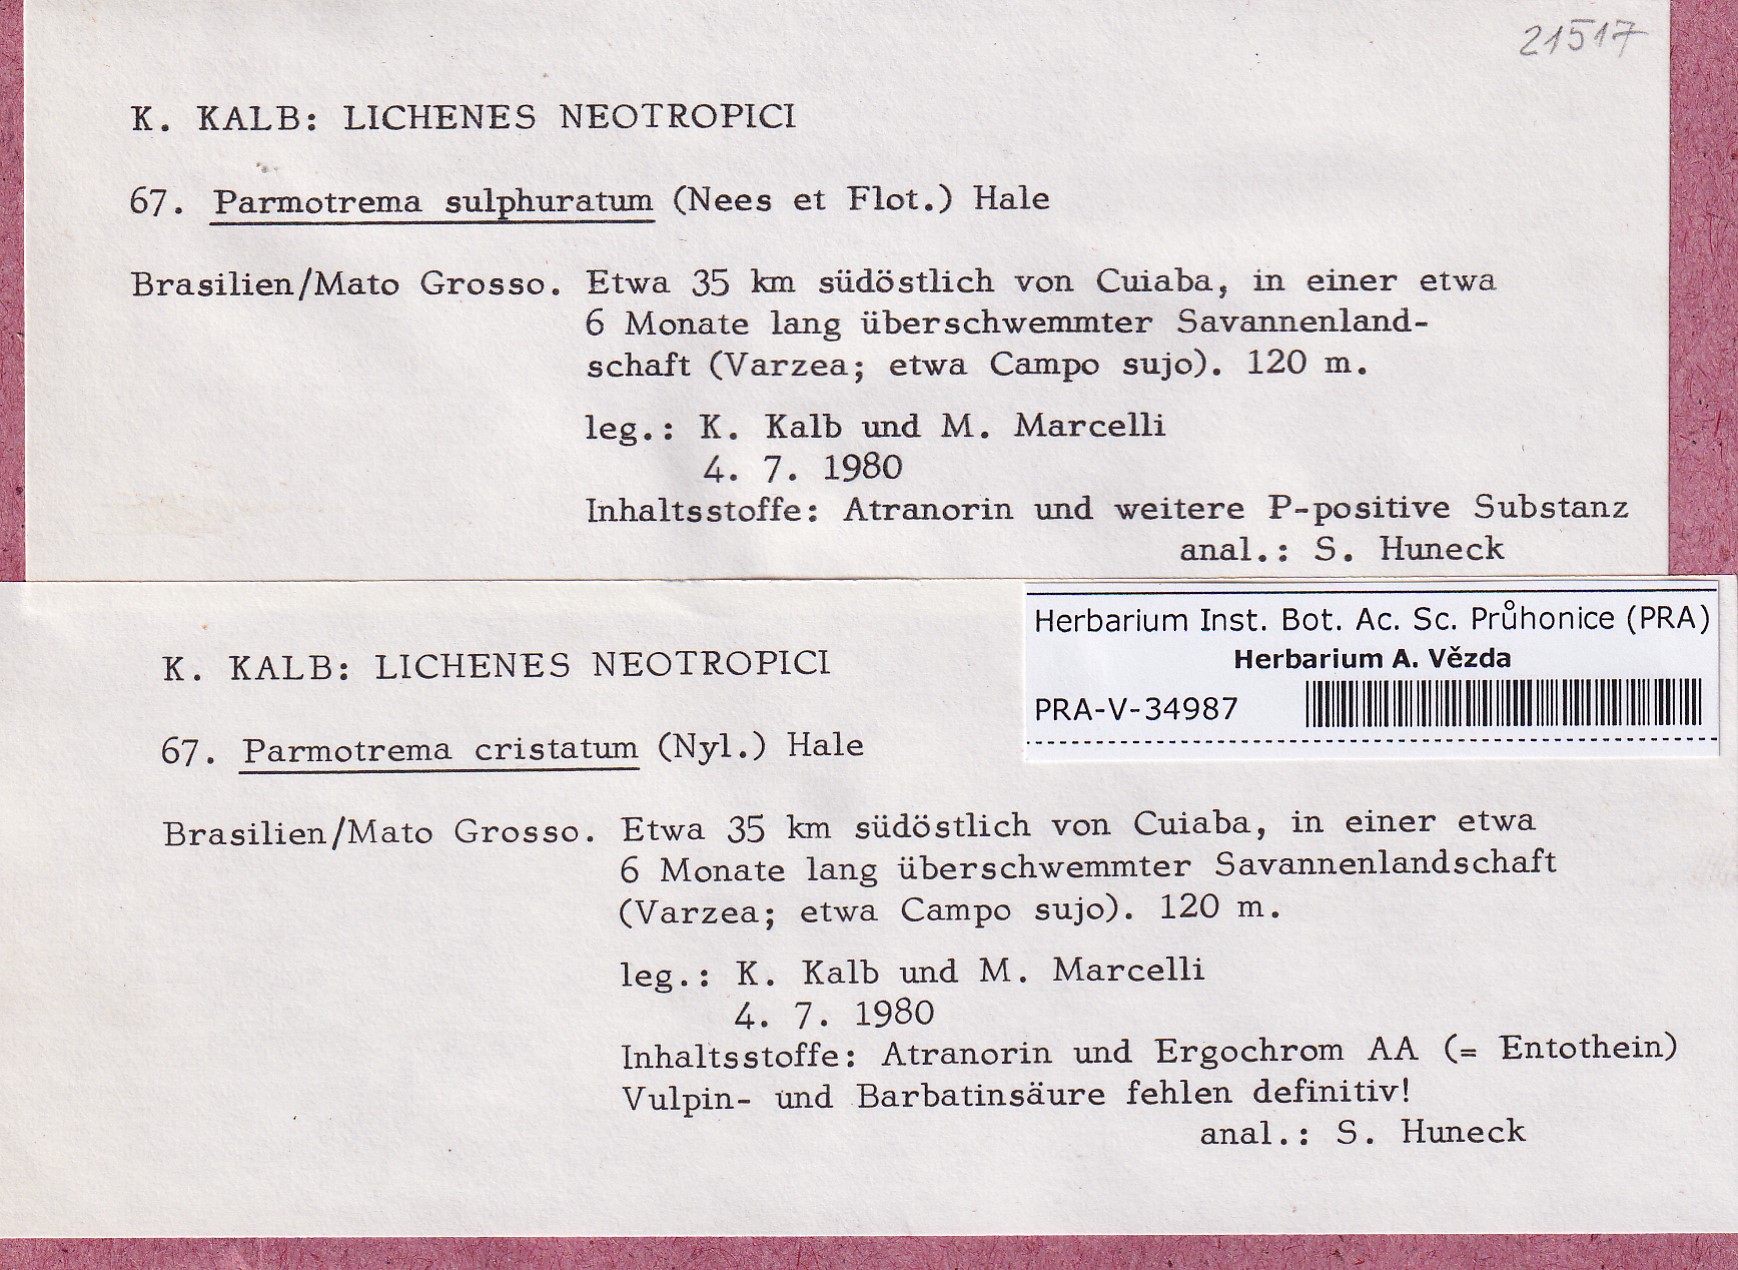 21517
K. KALB: LICHENES NEOTROPICI
67. Parmotrema sulphuratum (Nees et Flot.) Hale
Brasilien/Mato Grosso. Etwa 35 km südöstlich von Cuiaba, in einer etwa
6 Monate lang überschwemmter Savannenland-
schaft (Varzea; etwa Campo sujo). 120 m.
leg.: K. Kalb und M. Marcelli
4. 7. 1980
Inhaltsstoffe: Atranorin und weitere P-positive Substanz
anal.: S. Huneck
Herbarium Inst. Bot. Ac. Sc. Průhonice (PRA)
Herbarium A. Vězda
PRA-V-34987
K. KALB: LICHENES NEOTROPICI
67. Parmotrema cristatum (Nyl.) Hale
Brasilien/Mato Grosso. Etwa 35 km südöstlich von Cuiaba, in einer etwa
6 Monate lang überschwemmter Savannenlandschaft
(Varzea; etwa Campo sujo). 120 m.
leg.: K. Kalb und M. Marcelli
4. 7. 1980
Inhaltsstoffe: Atranorin und Ergochrom AA (= Entothein)
Vulpin- und Barbatinsäure fehlen definitiv!
anal.: S. Huneck